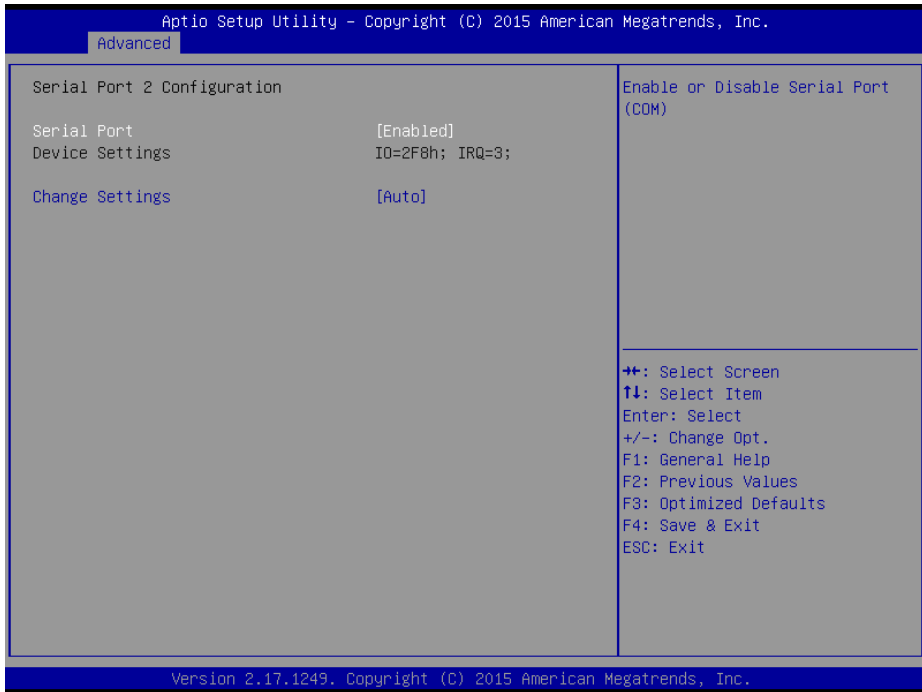 Aptio Setup Utility – Copyright (C) 2015 American Megatrends, Inc.
Advanced
Serial Port 2 Configuration
Serial Port [Enabled]
Device Settings IO=2F8h; IRQ=3;
Change Settings [Auto]
Enable or Disable Serial Port
(COM)
→←: Select Screen
↑↓: Select Item
Enter: Select
+/-: Change Opt.
F1: General Help
F2: Previous Values
F3: Optimized Defaults
F4: Save & Exit
ESC: Exit
Version 2.17.1249. Copyright (C) 2015 American Megatrends, Inc.